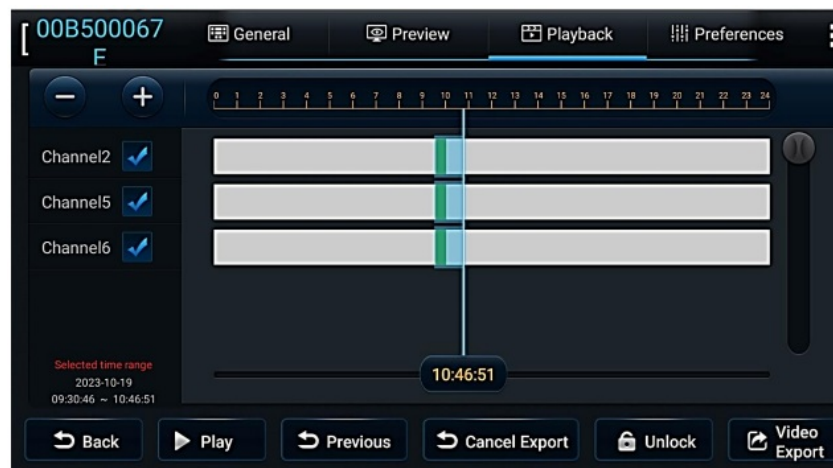 00B500067
F
General
Preview
Playback
Preferences
0 1 2 3 4 5 6 7 8 9 10 11 12 13 14 15 16 17 18 19 20 21 22 23 24
Channel2
Channel5
Channel6
Selected time range
2023-10-19
09:30:46 ~ 10:46:51
10:46:51
Back
Play
Previous
Cancel Export
Unlock
Video
Export